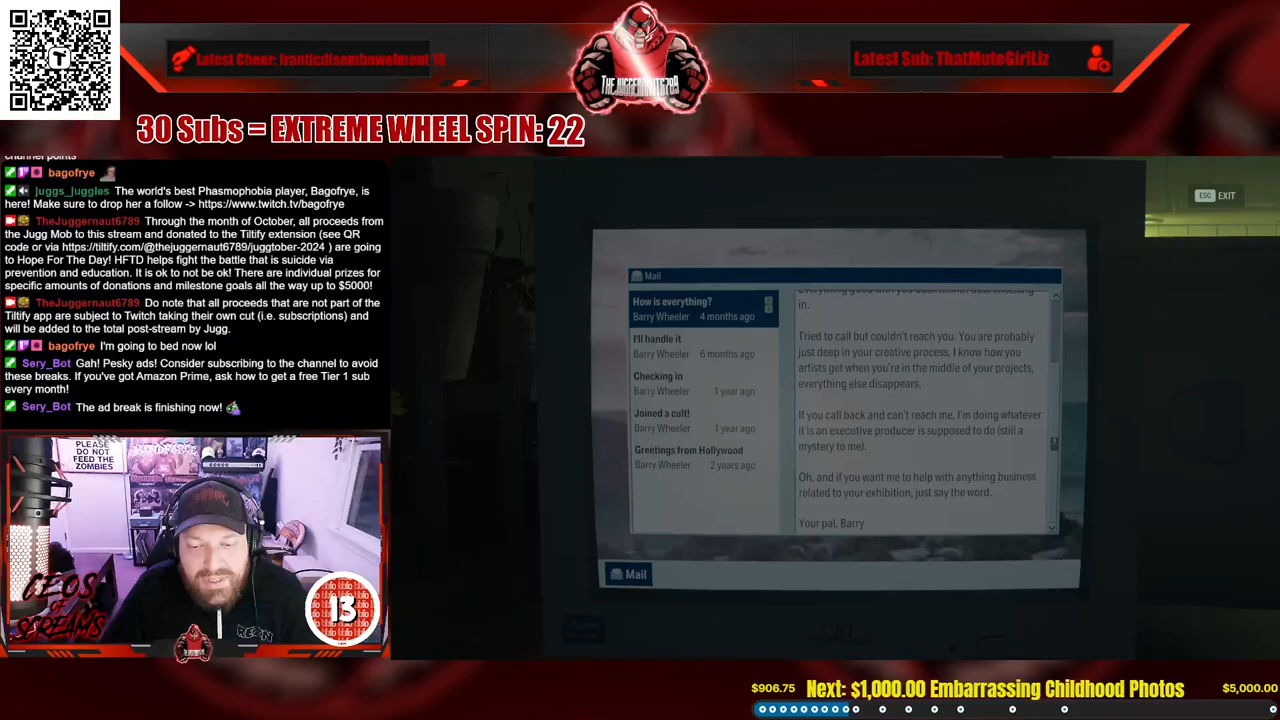 Latest Cheer: franticdisembowelment
THEJUGGERNAUT6789
Latest Sub: ThatMuteGirlLiz
30 Subs = EXTREME WHEEL SPIN: 22
channel points
bagofrye
juggs_juggles The world's best Phasmophobia player, Bagofrye, is
here! Make sure to drop her a follow -> https://www.twitch.tv/bagofrye
TheJuggernaut6789 Through the month of October, all proceeds from
the Jugg Mob to this stream and donated to the Tiltify extension (see QR
code or via https://tiltify.com/@thejuggernaut6789/juggtober-2024 ) are going
to Hope For The Day! HFTD helps fight the battle that is suicide via
prevention and education. It is ok to not be ok! There are individual prizes for
specific amounts of donations and milestone goals all the way up to $5000!
TheJuggernaut6789 Do note that all proceeds that are not part of the
Tiltify app are subject to Twitch taking their own cut (i.e. subscriptions) and
will be added to the total post-stream by Jugg.
bagofrye I'm going to bed now lol
Sery_Bot Gah! Pesky ads! Consider subscribing to the channel to avoid
these breaks. If you've got Amazon Prime, ask how to get a free Tier 1 sub
every month!
Sery_Bot The ad break is finishing now!
ESC EXIT
Mail
How is everything?
Barry Wheeler 4 months ago
I'll handle it
Barry Wheeler 6 months ago
Checking in
Barry Wheeler 1 year ago
Joined a cult!
Barry Wheeler 1 year ago
Greetings from Hollywood
Barry Wheeler 2 years ago
in.
Tried to call but couldn't reach you. You are probably
just deep in your creative process, I know how you
artists get when you're in the middle of your projects,
everything else disappears.
If you call back and can't reach me, I'm doing whatever
it is an executive producer is supposed to do (still a
mystery to me).
Oh, and if you want me to help with anything business
related to your exhibition, just say the word.
Your pal, Barry
Mail
PLEASE
DO NOT
FEED THE
ZOMBIES
CEOS
OF
SCREAMS
13
$906.75 Next: $1,000.00 Embarrassing Childhood Photos $5,000.00